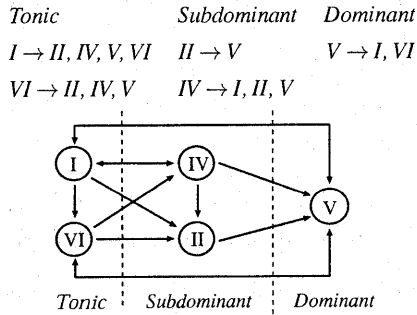 Tonic Subdominant Dominant
I → II, IV, V, VI II → V V → I, VI
VI → II, IV, V IV → I, II, V
I IV
V
VI II
Tonic Subdominant Dominant